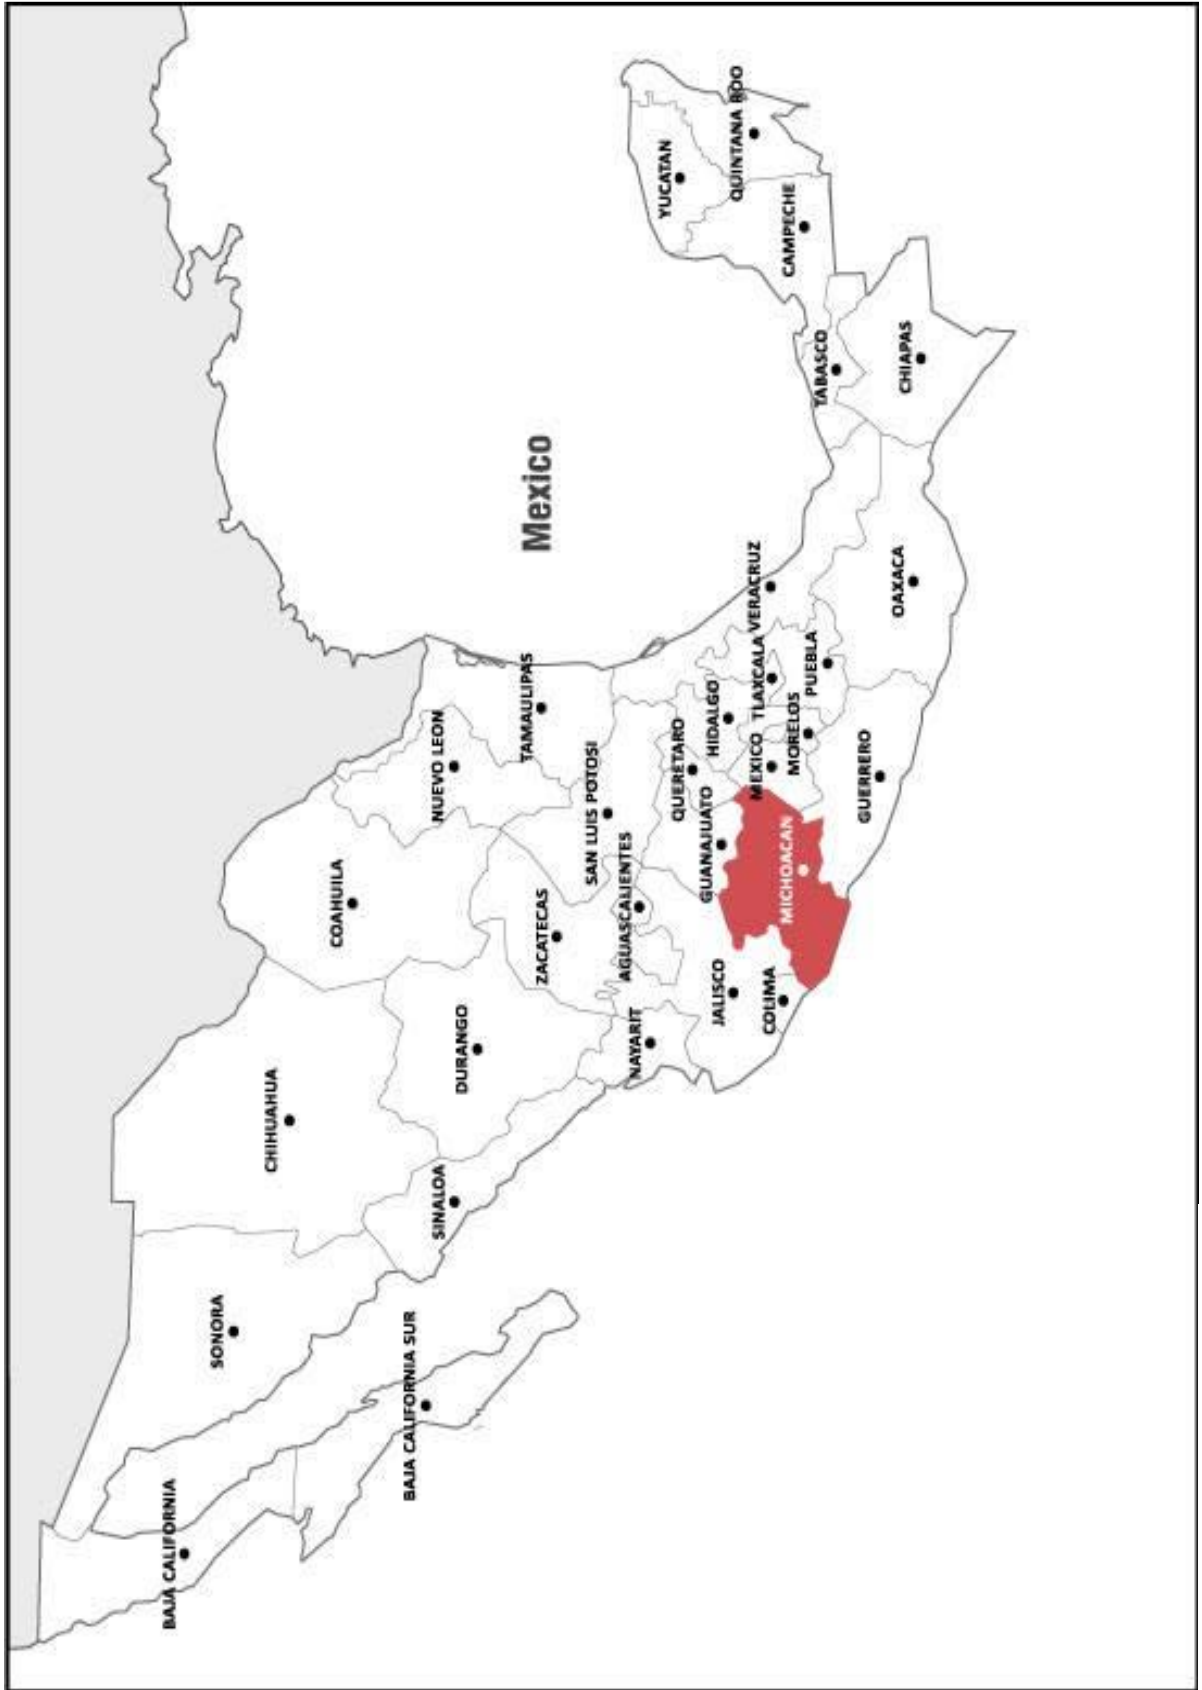 BAJA CALIFORNIA
SONORA
CHIHUAHUA
COAHUILA
BAJA CALIFORNIA SUR
SINALOA
DURANGO
NUEVO LEON
ZACATECAS
TAMAULIPAS
Mexico
SAN LUIS POTOSI
AGUASCALIENTES
NAYARIT
YUCATAN
QUERETARO
GUANAJUATO
HIDALGO
JALISCO
QUINTANA ROO
MEXICO
TLAXCALA
VERACRUZ
COLIMA
MICHOACAN
MORELOS
PUEBLA
CAMPECHE
TABASCO
GUERRERO
OAXACA
CHIAPAS